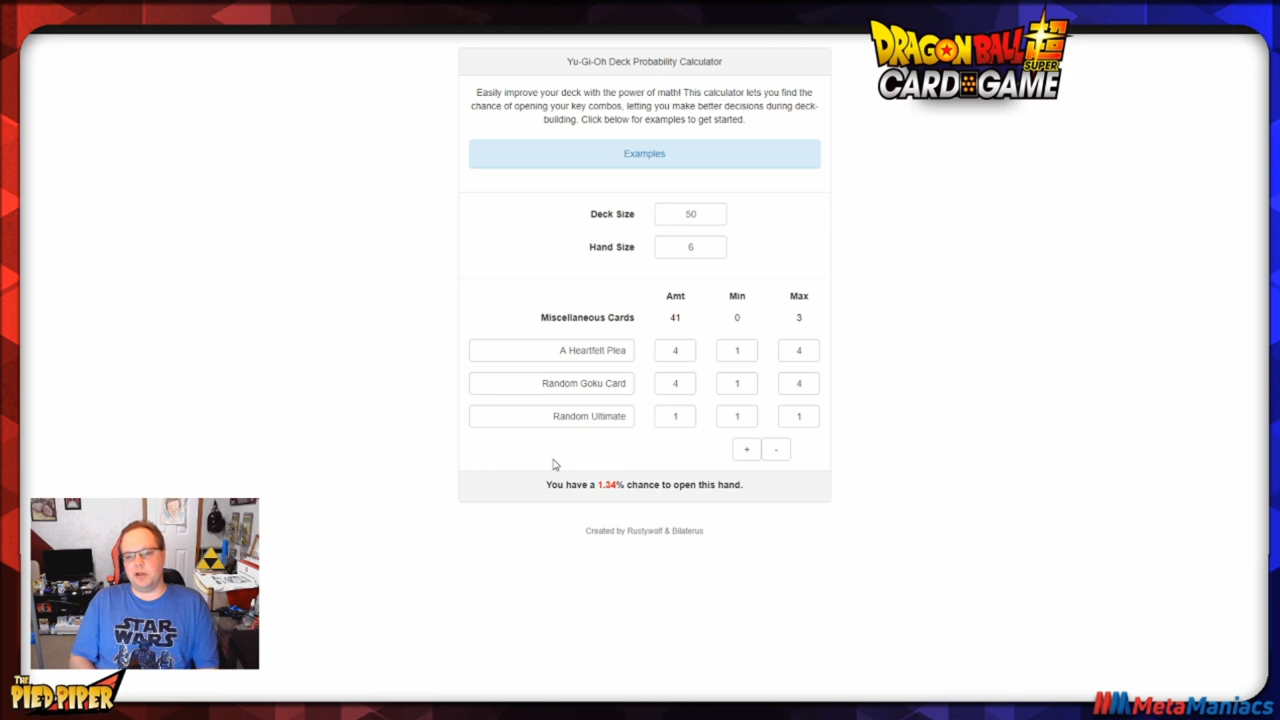 DRAGON BALL 超
SUPER
CARD GAME
Yu-Gi-Oh Deck Probability Calculator
Easily improve your deck with the power of math! This calculator lets you find the
chance of opening your key combos, letting you make better decisions during deck-
building. Click below for examples to get started.
Examples
Deck Size 50
Hand Size 6
Amt Min Max
Miscellaneous Cards 41 0 3
A Heartfelt Plea 4 1 4
Random Goku Card 4 1 4
Random Ultimate 1 1 1
+ -
You have a 1.34% chance to open this hand.
Created by Rustywolf & Bilaterus
STAR
WARS
THE
PIED PIPER
MetaManiacs